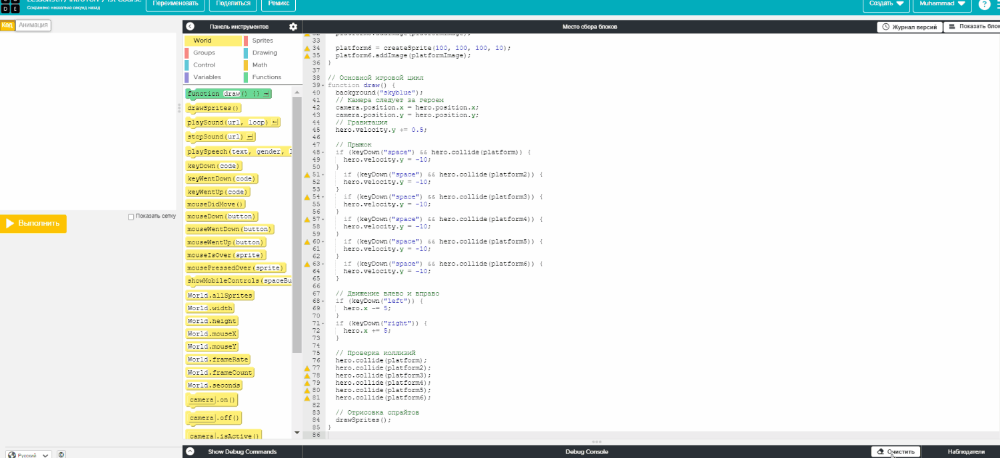 Сохранено несколько секунд назад
Переименовать
Поделиться
Ремикс
Создать
Muhammad
?
Код
Анимация
Панель инструментов
Место сбора блоков
Журнал версий
Показать блок
World
Sprites
Groups
Drawing
Control
Math
Variables
Functions
function draw() {}
drawSprites()
playSound(url, loop)
stopSound(url)
playSpeech(text, gender, l
keyDown(code)
keyWentDown(code)
keyWentUp(code)
mouseDidMove()
mouseDown(button)
mouseWentDown(button)
mouseWentUp(button)
mouseIsOver(sprite)
mousePressedOver(sprite)
showMobileControls(spaceBu
World.allSprites
World.width
World.height
World.mouseX
World.mouseY
World.frameRate
World.frameCount
World.seconds
camera.on()
camera.off()
camera.isActive()
Выполнить
Показать сетку
33
34 platform6 = createSprite(100, 100, 100, 10);
35 platform6.addImage(platformImage);
36 }
37
38 // Основной игровой цикл
39 function draw() {
40 background("skyblue");
41 // Камера следует за героем
42 camera.position.x = hero.position.x;
43 camera.position.y = hero.position.y;
44 // Гравитация
45 hero.velocity.y += 0.5;
46
47 // Прыжок
48 if (keyDown("space") && hero.collide(platform)) {
49 hero.velocity.y = -10;
50 }
51 if (keyDown("space") && hero.collide(platform2)) {
52 hero.velocity.y = -10;
53 }
54 if (keyDown("space") && hero.collide(platform3)) {
55 hero.velocity.y = -10;
56 }
57 if (keyDown("space") && hero.collide(platform4)) {
58 hero.velocity.y = -10;
59 }
60 if (keyDown("space") && hero.collide(platform5)) {
61 hero.velocity.y = -10;
62 }
63 if (keyDown("space") && hero.collide(platform6)) {
64 hero.velocity.y = -10;
65 }
66
67 // Движение влево и вправо
68 if (keyDown("left")) {
69 hero.x -= 5;
70 }
71 if (keyDown("right")) {
72 hero.x += 5;
73 }
74
75 // Проверка коллизий
76 hero.collide(platform);
77 hero.collide(platform2);
78 hero.collide(platform3);
79 hero.collide(platform4);
80 hero.collide(platform5);
81 hero.collide(platform6);
82
83 // Отрисовка спрайтов
84 drawSprites();
85 }
86
Русский
©
Show Debug Commands
Debug Console
Очистить
Наблюдатели